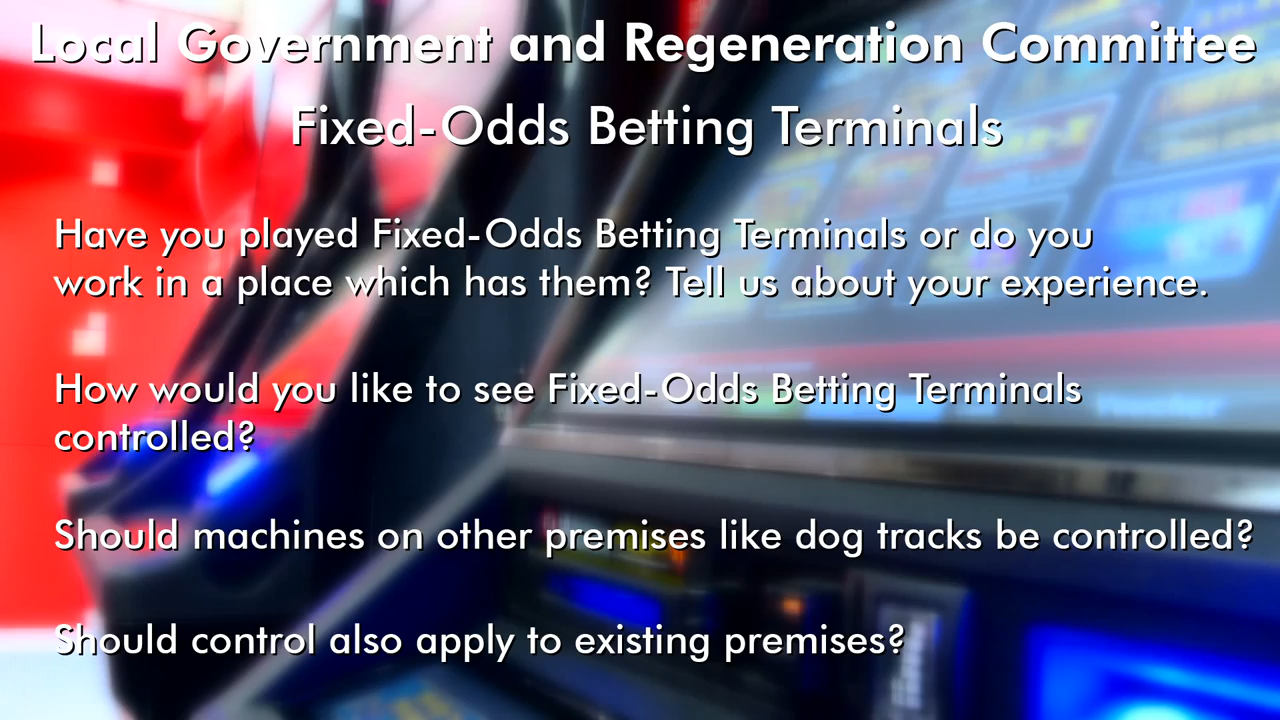 Local Government and Regeneration Committee
Fixed-Odds Betting Terminals
Have you played Fixed-Odds Betting Terminals or do you
work in a place which has them? Tell us about your experience.
How would you like to see Fixed-Odds Betting Terminals
controlled?
Should machines on other premises like dog tracks be controlled?
Should control also apply to existing premises?